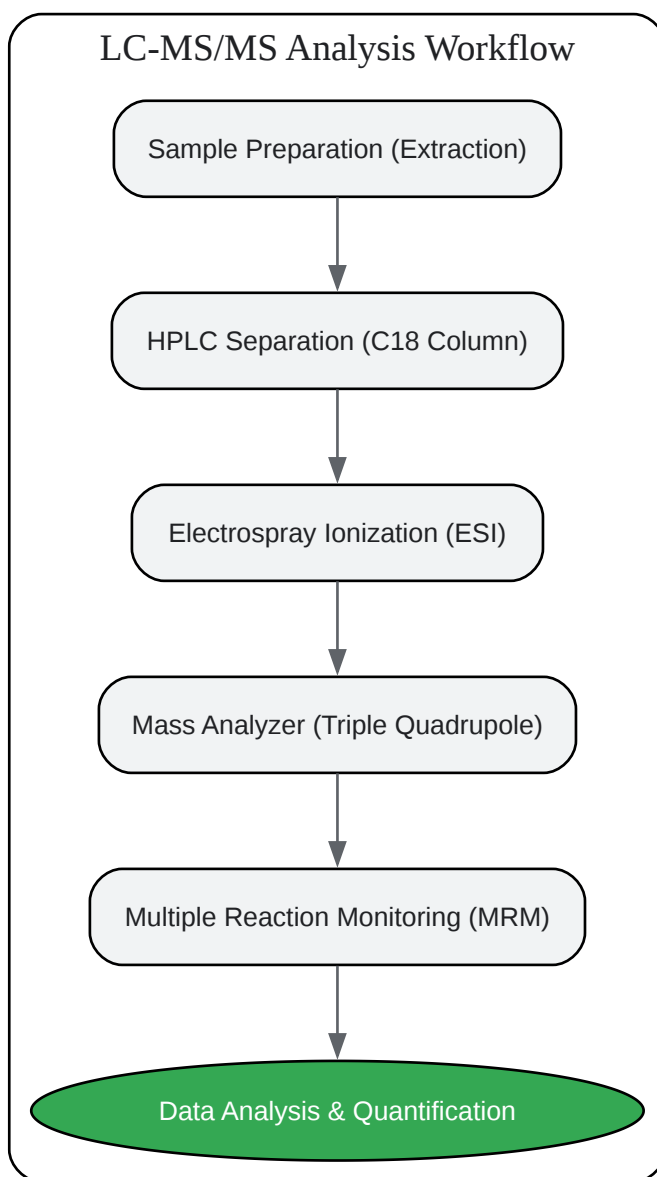 LC-MS/MS Analysis Workflow
Sample Preparation (Extraction)
HPLC Separation (C18 Column)
Electrospray Ionization (ESI)
Mass Analyzer (Triple Quadrupole)
Multiple Reaction Monitoring (MRM)
Data Analysis & Quantification